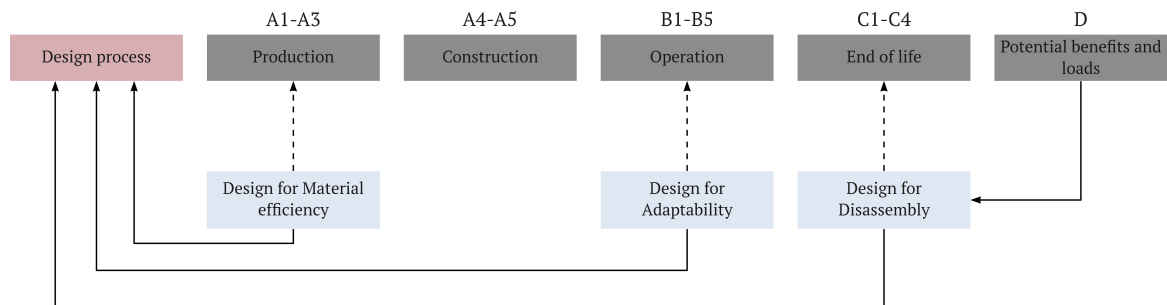 A1-A3
A4-A5
B1-B5
C1-C4
D
Design process
Production
Construction
Operation
End of life
Potential benefits and
loads
Design for Material
efficiency
Design for
Adaptability
Design for
Disassembly